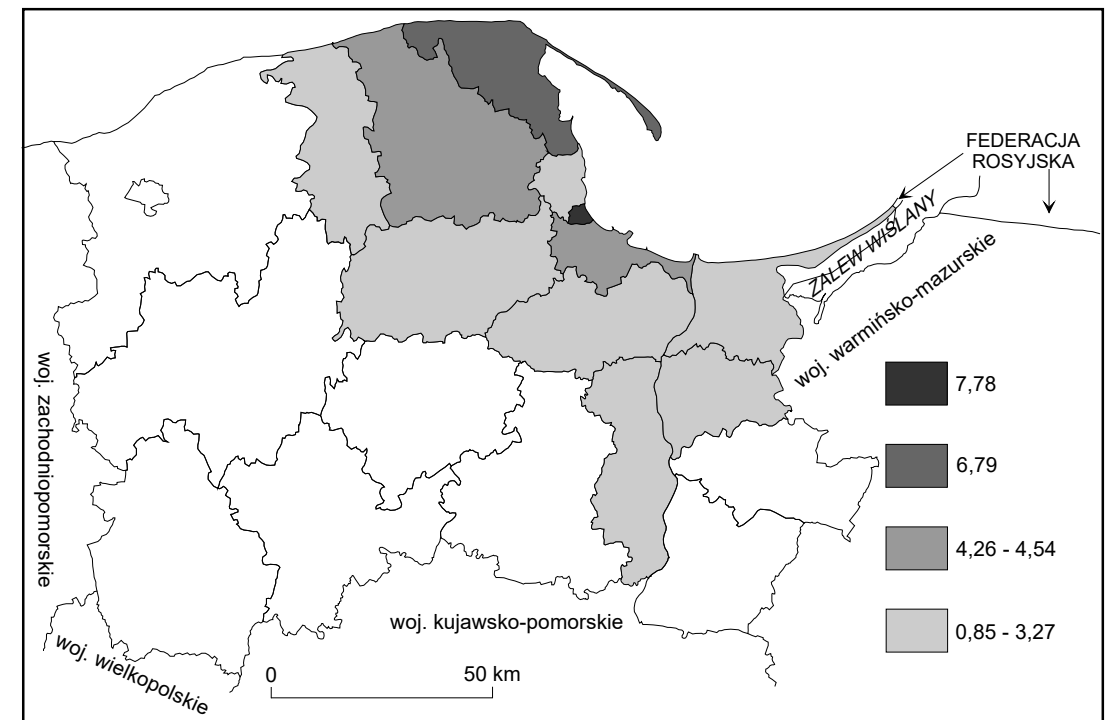 FEDERACJA
ROSYJSKA
ZALEW WIŚLANY
woj. warmińsko-mazurskie
woj. zachodniopomorskie
7,78
6,79
4,26 - 4,54
0,85 - 3,27
woj. kujawsko-pomorskie
woj. wielkopolskie
0 50 km